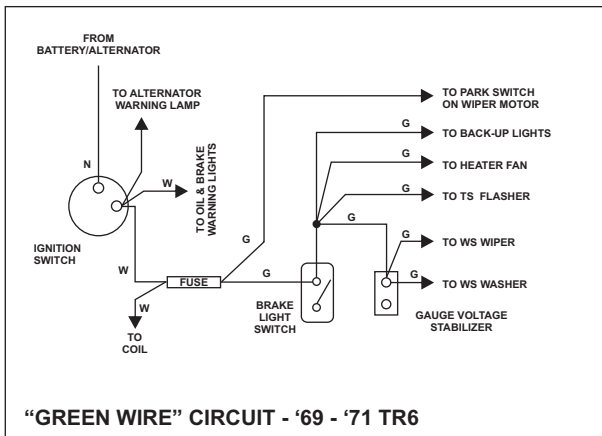 FROM
BATTERY/ALTERNATOR
TO ALTERNATOR
WARNING LAMP
TO PARK SWITCH
ON WIPER MOTOR
G
TO BACK-UP LIGHTS
N
W
TO OIL & BRAKE
WARNING LIGHTS
G
TO HEATER FAN
G
TO TS FLASHER
G
G
G
TO WS WIPER
IGNITION
SWITCH
W
FUSE
G
G
TO WS WASHER
W
BRAKE
LIGHT
SWITCH
GAUGE VOLTAGE
STABILIZER
TO
COIL
“GREEN WIRE” CIRCUIT - ‘69 - ‘71 TR6